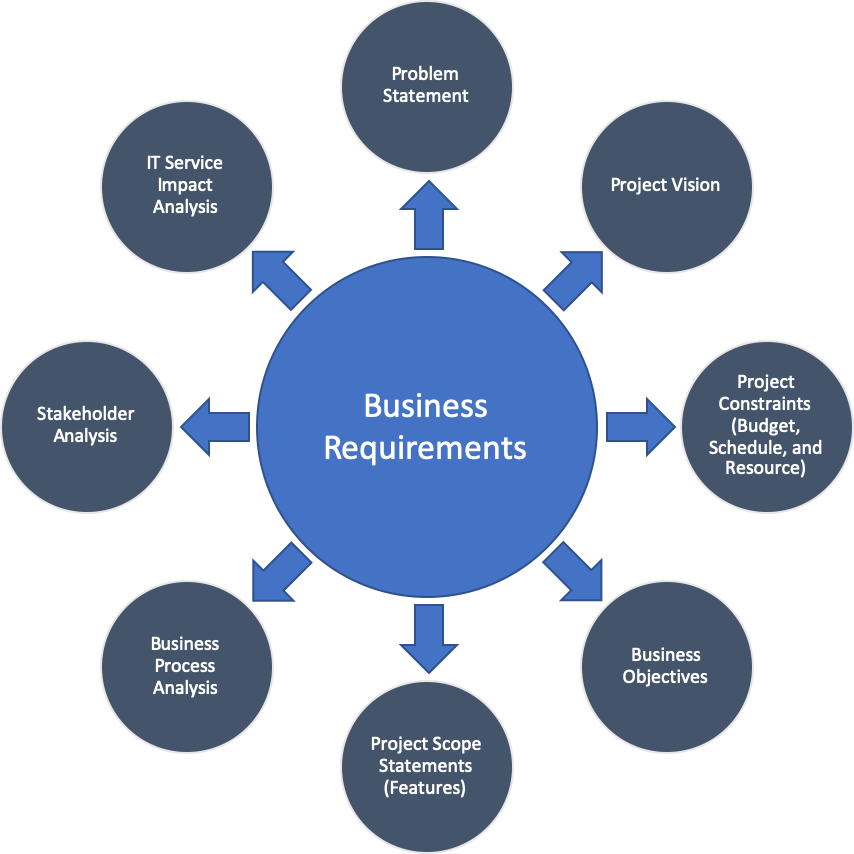 Problem
Statement
Project Vision
Project
Constraints
(Budget,
Schedule, and
Resource)
Business
Objectives
Project Scope
Statements
(Features)
Business
Process
Analysis
Stakeholder
Analysis
IT Service
Impact
Analysis
Business
Requirements